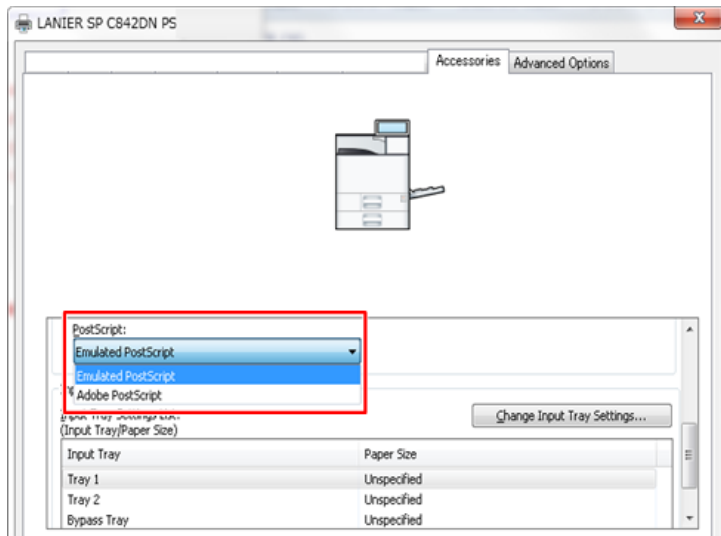 LANIER SP C842DN PS
Accessories Advanced Options
PostScript:
Emulated PostScript
Emulated PostScript
Adobe PostScript
Change Input Tray Settings...
(Input Tray/Paper Size)
Input Tray Paper Size
Tray 1 Unspecified
Tray 2 Unspecified
Bypass Tray Unspecified